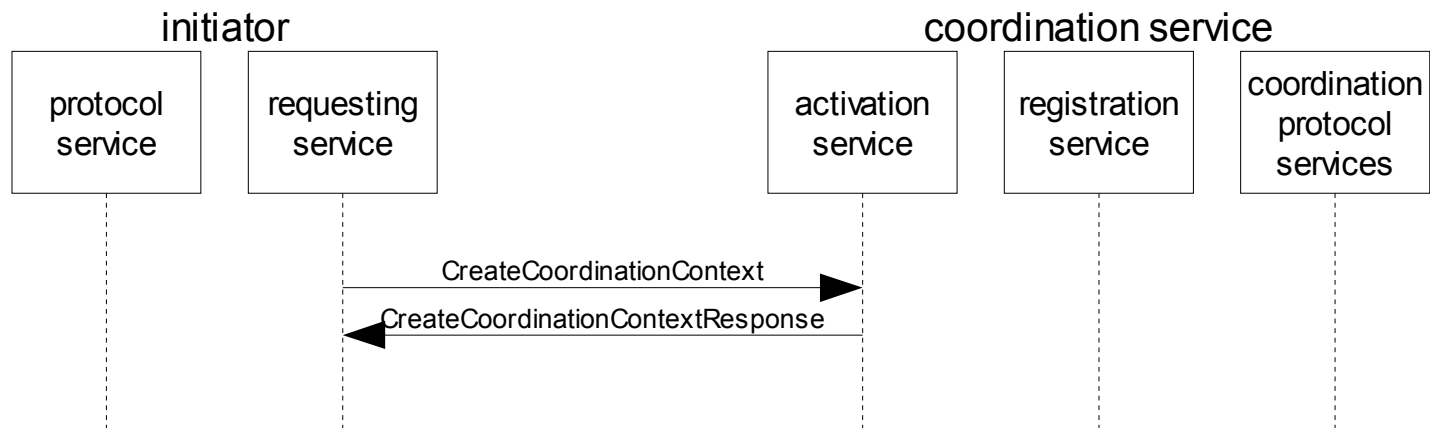 initiator
coordination service
protocol
service
requesting
service
activation
service
registration
service
coordination
protocol
services
CreateCoordinationContext
CreateCoordinationContextResponse